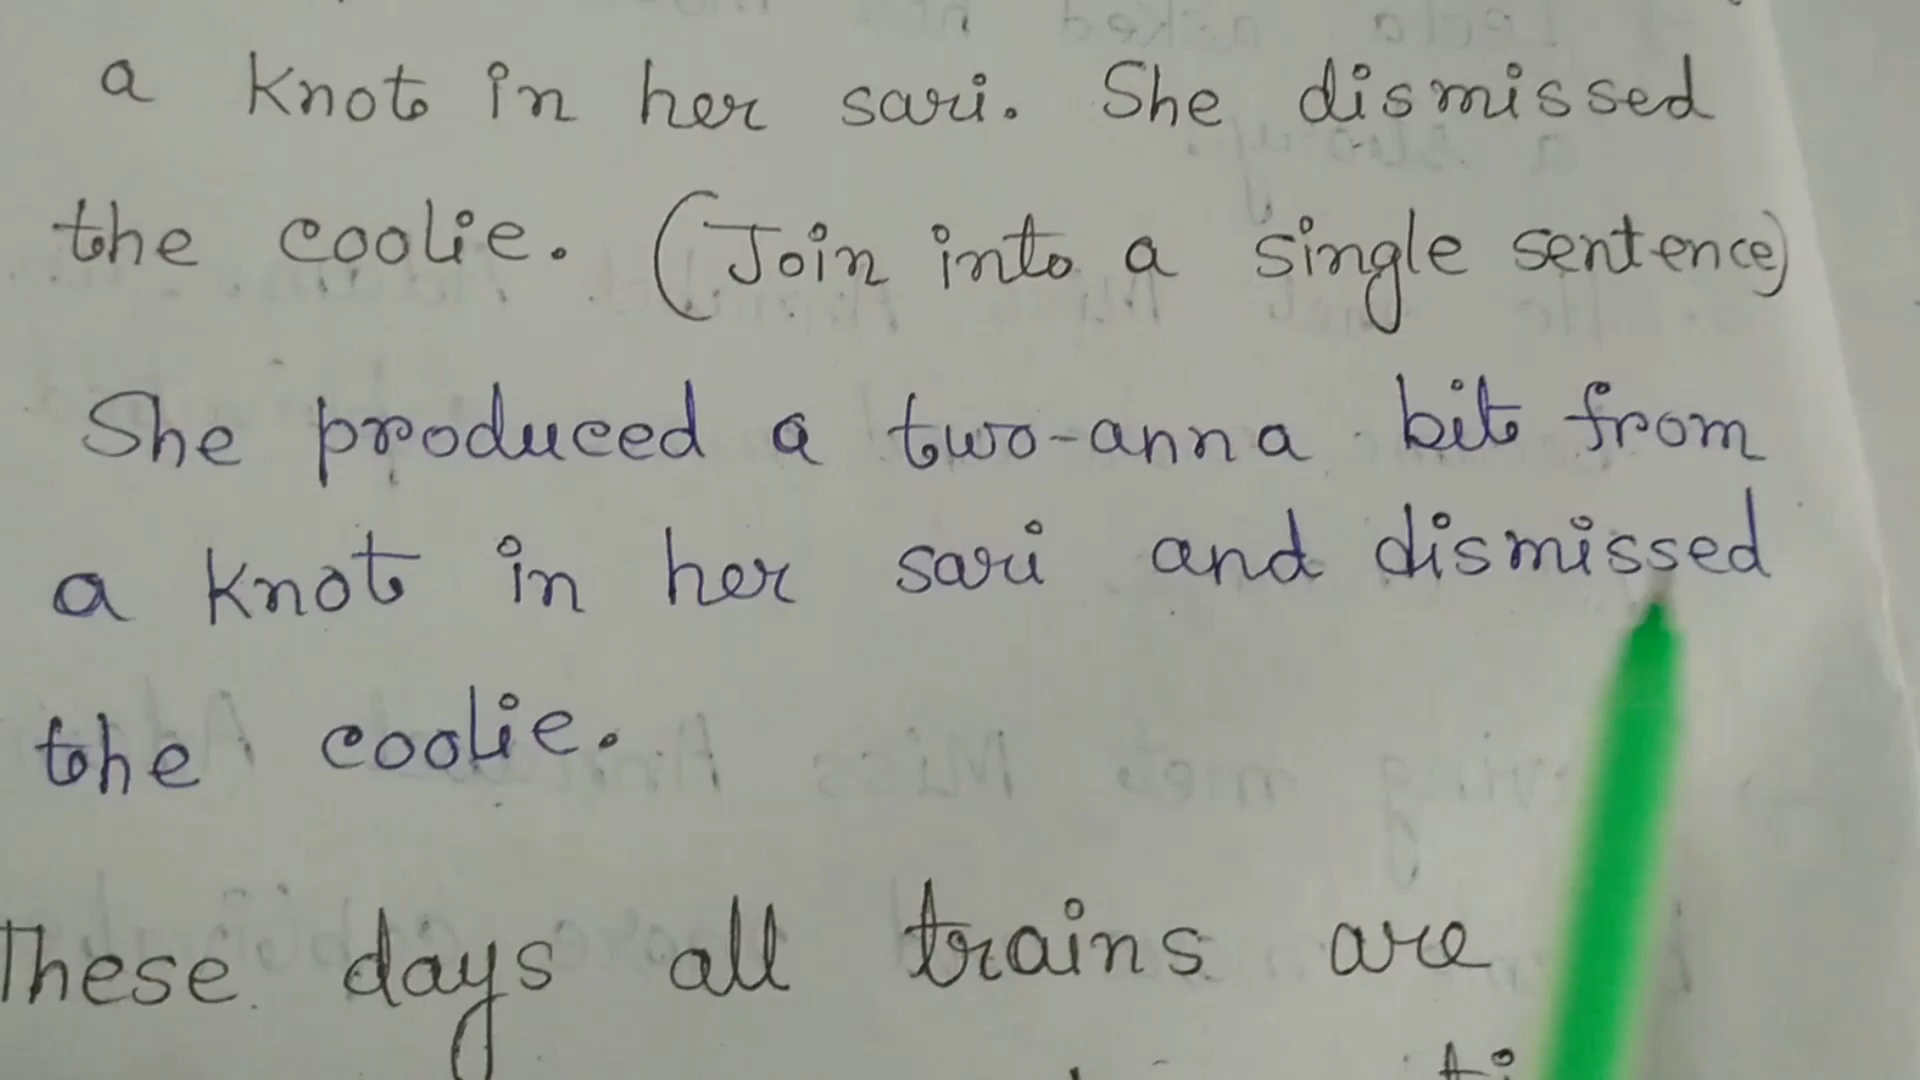 a knot in her sari. She dismissed
the coolie. (Join into a single sentence)
She produced a two-anna bit from
a knot in her sari and dismissed
the coolie.
These days all trains are